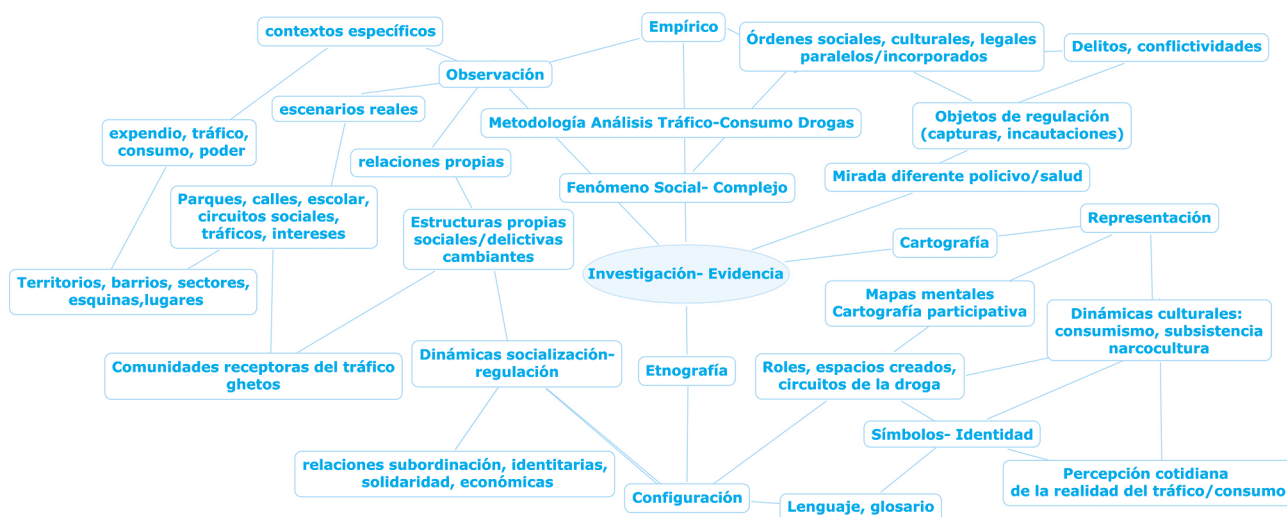 contextos específicos
Empírico
Órdenes sociales, culturales, legales
paralelos/incorporados
Delitos, conflictividades
Observación
escenarios reales
Metodología Análisis Tráfico-Consumo Drogas
Objetos de regulación
(capturas, incautaciones)
expendio, tráfico,
consumo, poder
relaciones propias
Fenómeno Social- Complejo
Mirada diferente policivo/salud
Parques, calles, escolar,
circuitos sociales,
tráficos, intereses
Estructuras propias
sociales/delictivas
cambiantes
Representación
Cartografía
Investigación- Evidencia
Territorios, barrios, sectores,
esquinas,lugares
Mapas mentales
Cartografía participativa
Dinámicas culturales:
consumismo, subsistencia
narcocultura
Comunidades receptoras del tráfico
ghetos
Dinámicas socialización-
regulación
Etnografía
Roles, espacios creados,
circuitos de la droga
Símbolos- Identidad
relaciones subordinación, identitarias,
solidaridad, económicas
Configuración
Lenguaje, glosario
Percepción cotidiana
de la realidad del tráfico/consumo